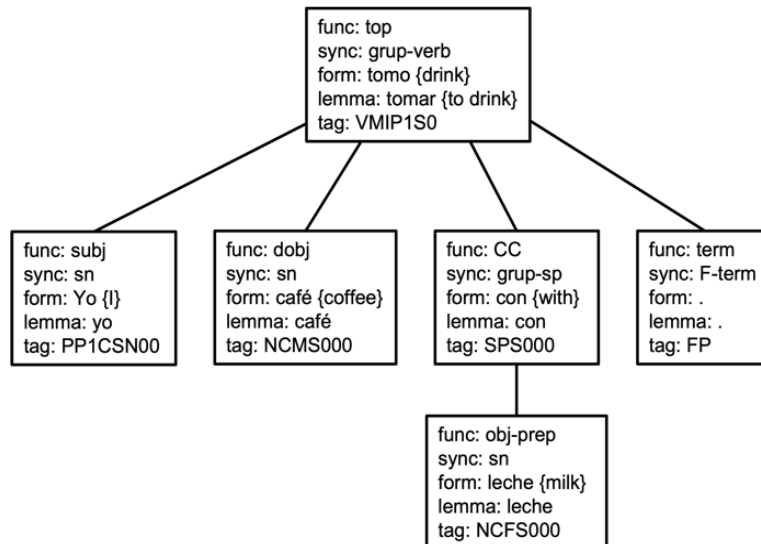 func: top
sync: grup-verb
form: tomo {drink}
lemma: tomar {to drink}
tag: VMIP1S0
func: subj
sync: sn
form: Yo {I}
lemma: yo
tag: PP1CSN00
func: dobj
sync: sn
form: café {coffee}
lemma: café
tag: NCMS000
func: CC
sync: grup-sp
form: con {with}
lemma: con
tag: SPS000
func: term
sync: F-term
form: .
lemma: .
tag: FP
func: obj-prep
sync: sn
form: leche {milk}
lemma: leche
tag: NCFS000